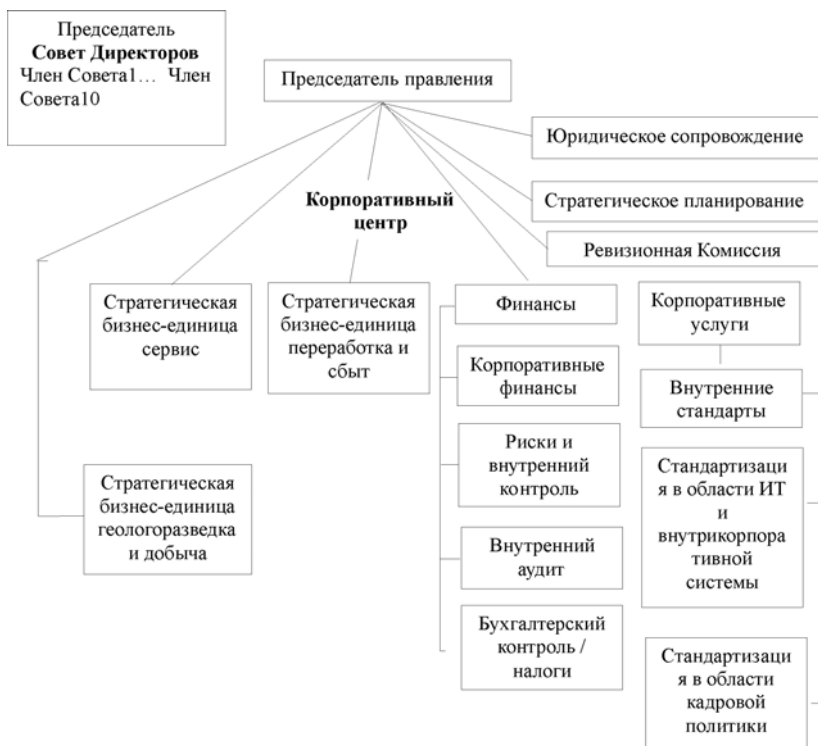 Председатель
Совет Директоров
Член Совета1... Член
Совета10
Председатель правления
Юридическое сопровождение
Стратегическое планирование
Ревизионная Комиссия
Корпоративный
центр
Стратегическая
бизнес-единица
сервис
Стратегическая
бизнес-единица
переработка и
сбыт
Финансы
Корпоративные
услуги
Корпоративные
финансы
Внутренние
стандарты
Риски и
внутренний
контроль
Стандартизаци
я в области ИТ
и
внутрикорпора
тивной
системы
Стратегическая
бизнес-единица
геологоразведка
и добыча
Внутренний
аудит
Бухгалтерский
контроль /
налоги
Стандартизаци
я в области
кадровой
политики